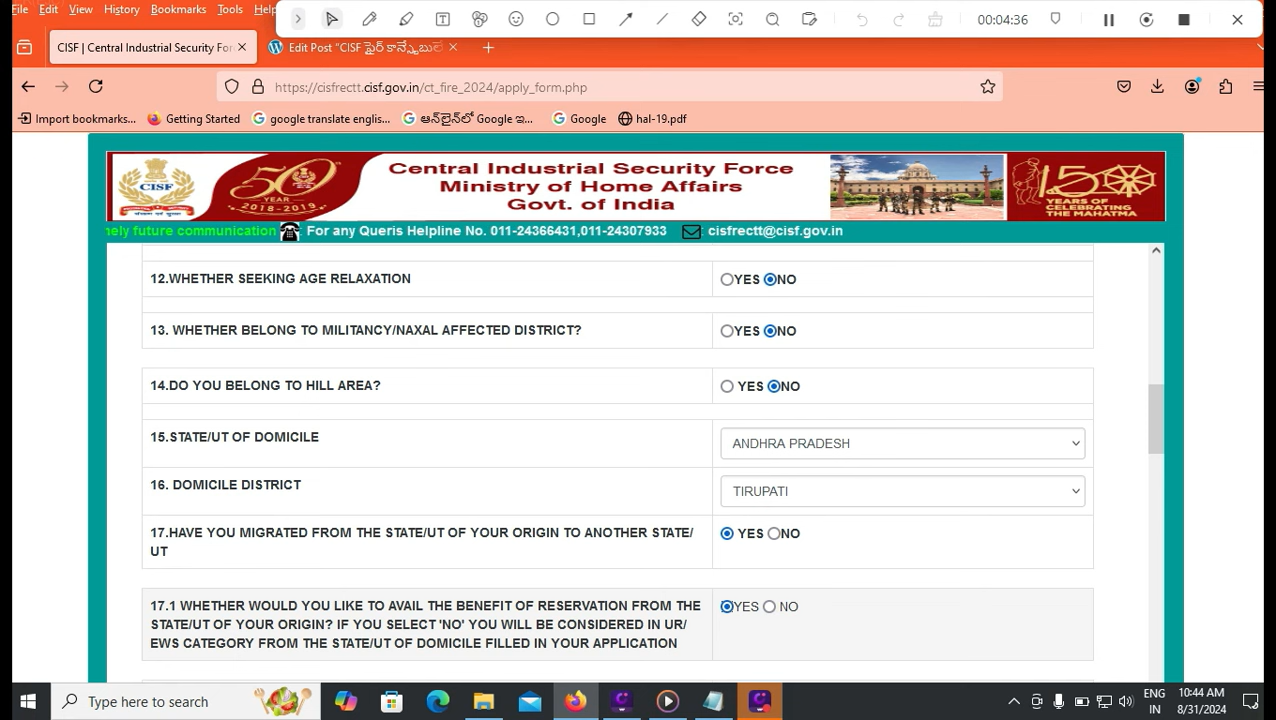 File Edit View History Bookmarks Tools
00:04:36
CISF | Central Industrial Security For
Edit Post "CISF ఫైర్ కానిస్టేబుల్
https://cisfrectt.cisf.gov.in/ct_fire_2024/apply_form.php
Import bookmarks... Getting Started google translate englis... ఆన్‌లైన్‌లో Google ఇ... Google hal-19.pdf
CISF
50
YEAR
2018-2019
Central Industrial Security Force
Ministry of Home Affairs
Govt. of India
150
YEARS OF
CELEBRATING
THE MAHATMA
nely future communication For any Queris Helpline No. 011-24366431,011-24307933 cisfrectt@cisf.gov.in
12.WHETHER SEEKING AGE RELAXATION YES NO
13. WHETHER BELONG TO MILITANCY/NAXAL AFFECTED DISTRICT? YES NO
14.DO YOU BELONG TO HILL AREA? YES NO
15.STATE/UT OF DOMICILE ANDHRA PRADESH
16. DOMICILE DISTRICT TIRUPATI
17.HAVE YOU MIGRATED FROM THE STATE/UT OF YOUR ORIGIN TO ANOTHER STATE/ YES NO
UT
17.1 WHETHER WOULD YOU LIKE TO AVAIL THE BENEFIT OF RESERVATION FROM THE YES NO
STATE/UT OF YOUR ORIGIN? IF YOU SELECT 'NO' YOU WILL BE CONSIDERED IN UR/
EWS CATEGORY FROM THE STATE/UT OF DOMICILE FILLED IN YOUR APPLICATION
Type here to search
ENG 10:44 AM
IN 8/31/2024